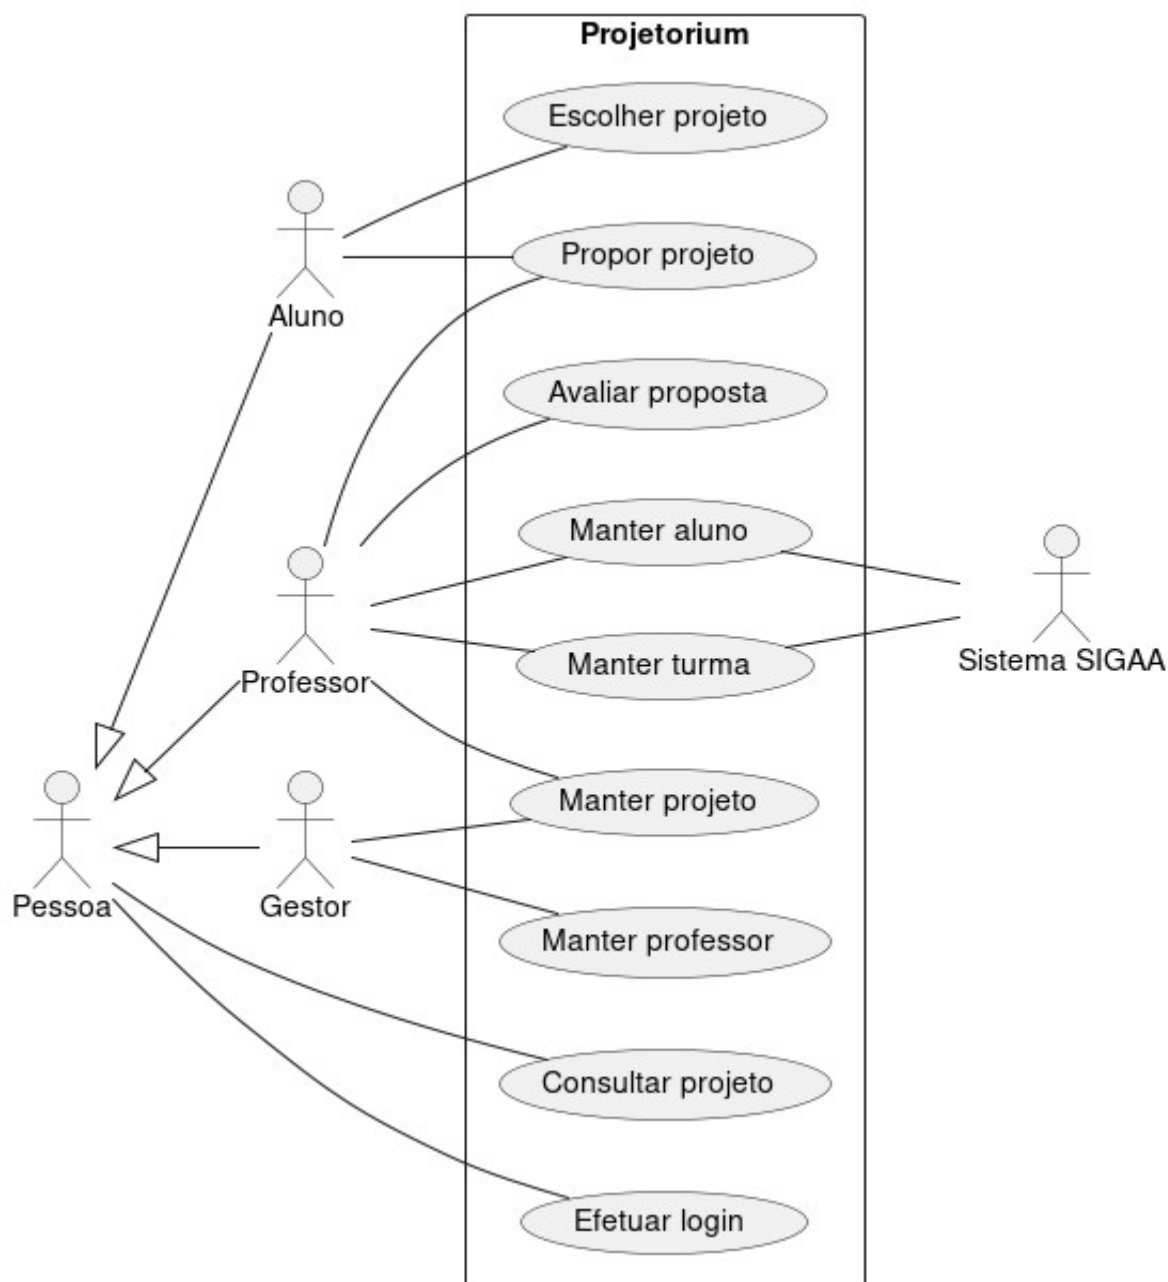 Projetorium
Escolher projeto
Aluno
Propor projeto
Avaliar proposta
Manter aluno
Professor
Manter turma
Sistema SIGAA
Manter projeto
Pessoa
Gestor
Manter professor
Consultar projeto
Efetuar login